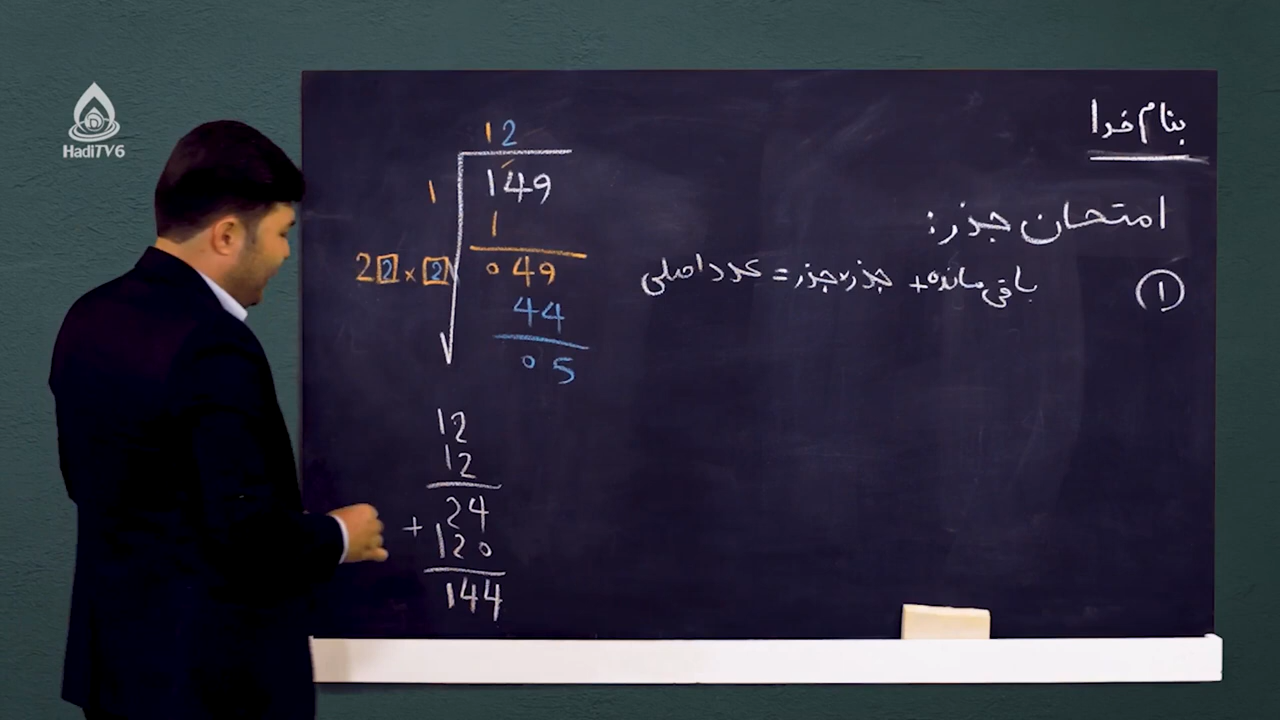 HadiTV6
بنام خدا
امتحان جذر:
① باقی مانده + جذر × جذر = عدد اصلی
12
149
1
1
049
2 2 × 2
44
05
12
12
24
+
120
144